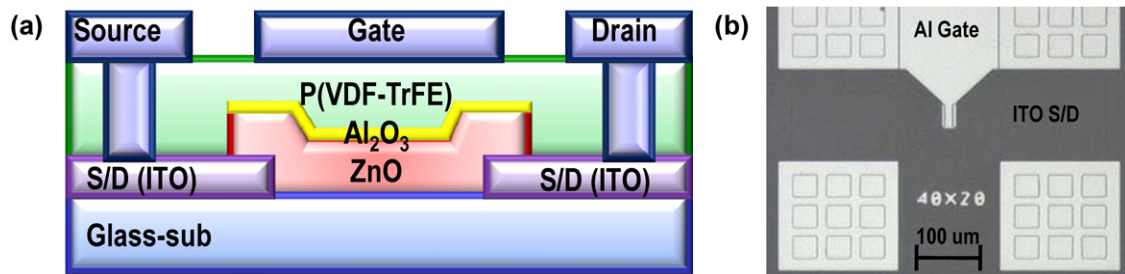 (a)
Source
Gate
Drain
P(VDF-TrFE)
Al₂O₃
ZnO
S/D (ITO)
S/D (ITO)
Glass-sub
(b)
Al Gate
ITO S/D
40×20
100 um